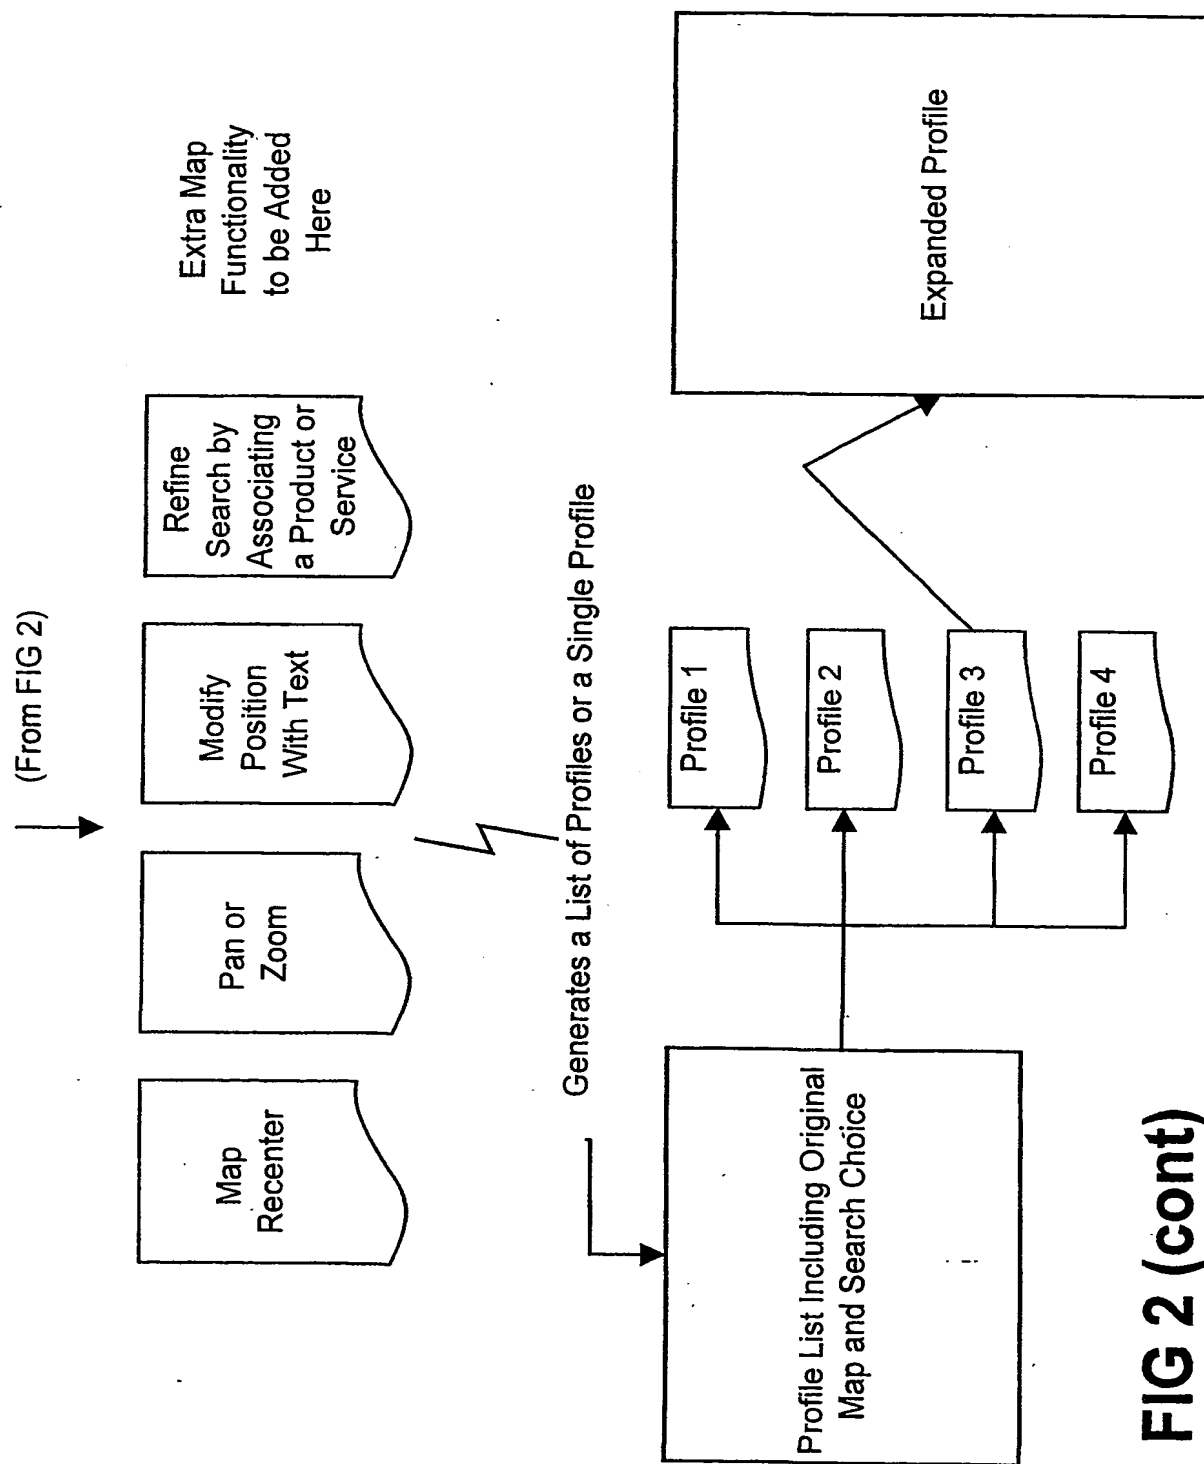 (From FIG 2)
Map
Recenter
Pan or
Zoom
Modify
Position
With Text
Refine
Search by
Associating
a Product or
Service
Extra Map
Functionality
to be Added
Here
Generates a List of Profiles or a Single Profile
Profile List Including Original
Map and Search Choice
Profile 1
Profile 2
Profile 3
Profile 4
Expanded Profile
FIG 2 (cont)